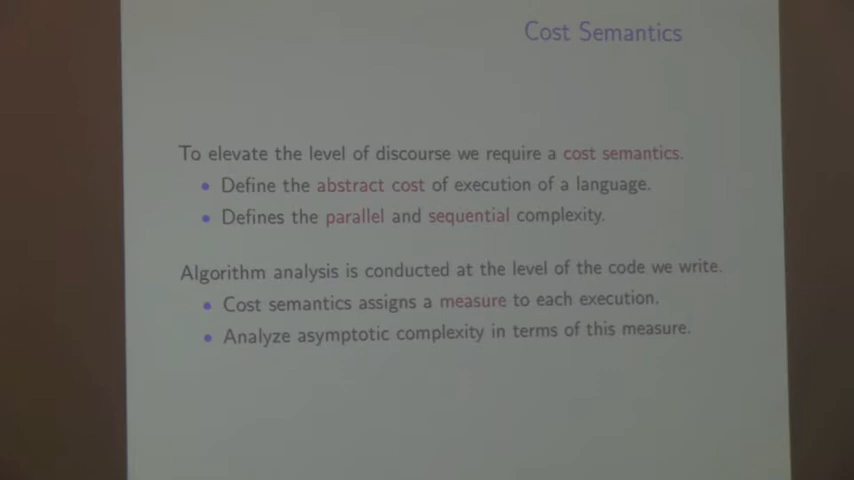 Cost Semantics
To elevate the level of discourse we require a cost semantics.
• Define the abstract cost of execution of a language.
• Defines the parallel and sequential complexity.
Algorithm analysis is conducted at the level of the code we write.
• Cost semantics assigns a measure to each execution.
• Analyze asymptotic complexity in terms of this measure.